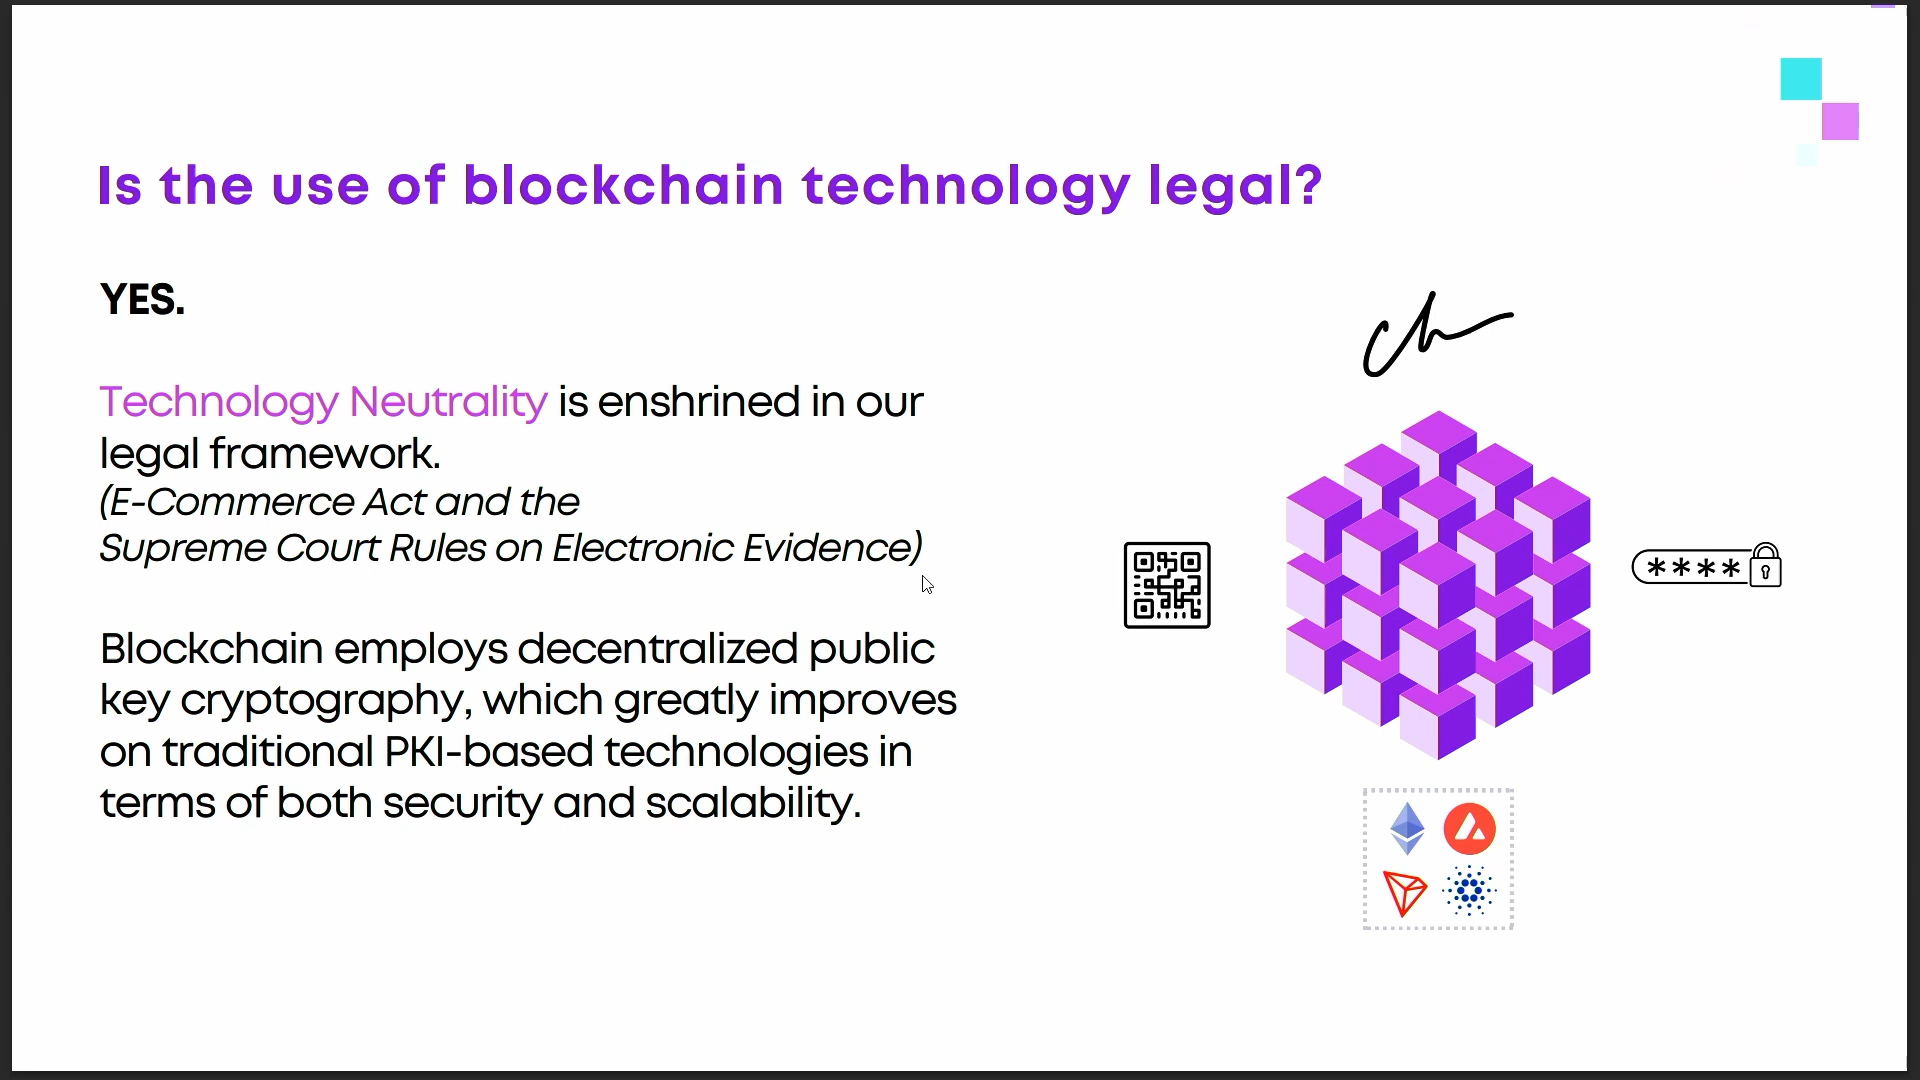 Is the use of blockchain technology legal?
YES.
Technology Neutrality is enshrined in our
legal framework.
(E-Commerce Act and the
Supreme Court Rules on Electronic Evidence)
Blockchain employs decentralized public
key cryptography, which greatly improves
on traditional PKI-based technologies in
terms of both security and scalability.
****